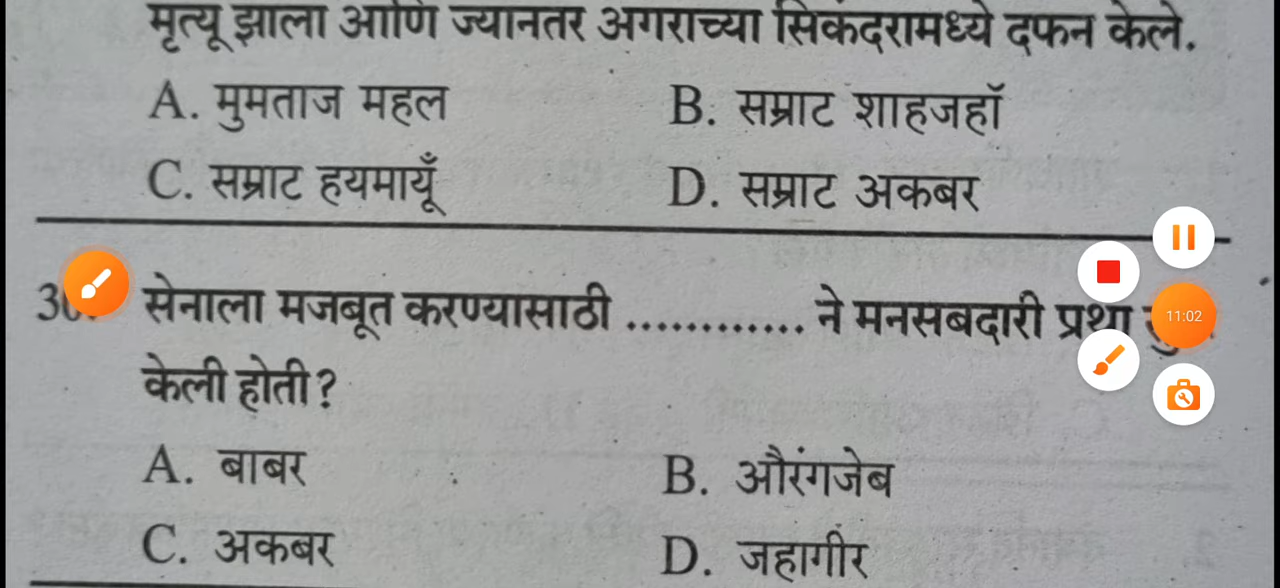 मृत्यू झाला आणि ज्यानतर अगराच्या सिकंदरामध्ये दफन केले.
A. मुमताज महल B. सम्राट शाहजहॉ
C. सम्राट हयमायूँ D. सम्राट अकबर
सेनाला मजबूत करण्यासाठी ............ ने मनसबदारी प्रथा
केली होती?
A. बाबर B. औरंगजेब
C. अकबर D. जहागीर
11:02